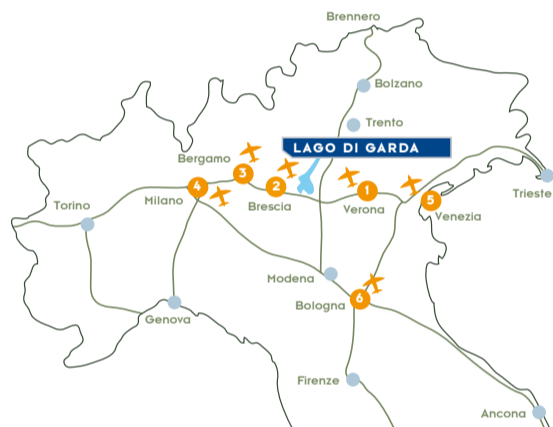 Brennero
Bolzano
Trento
LAGO DI GARDA
Bergamo
3
4
2
1
5
Torino
Milano
Brescia
Verona
Venezia
Trieste
Modena
6
Bologna
Genova
Firenze
Ancona